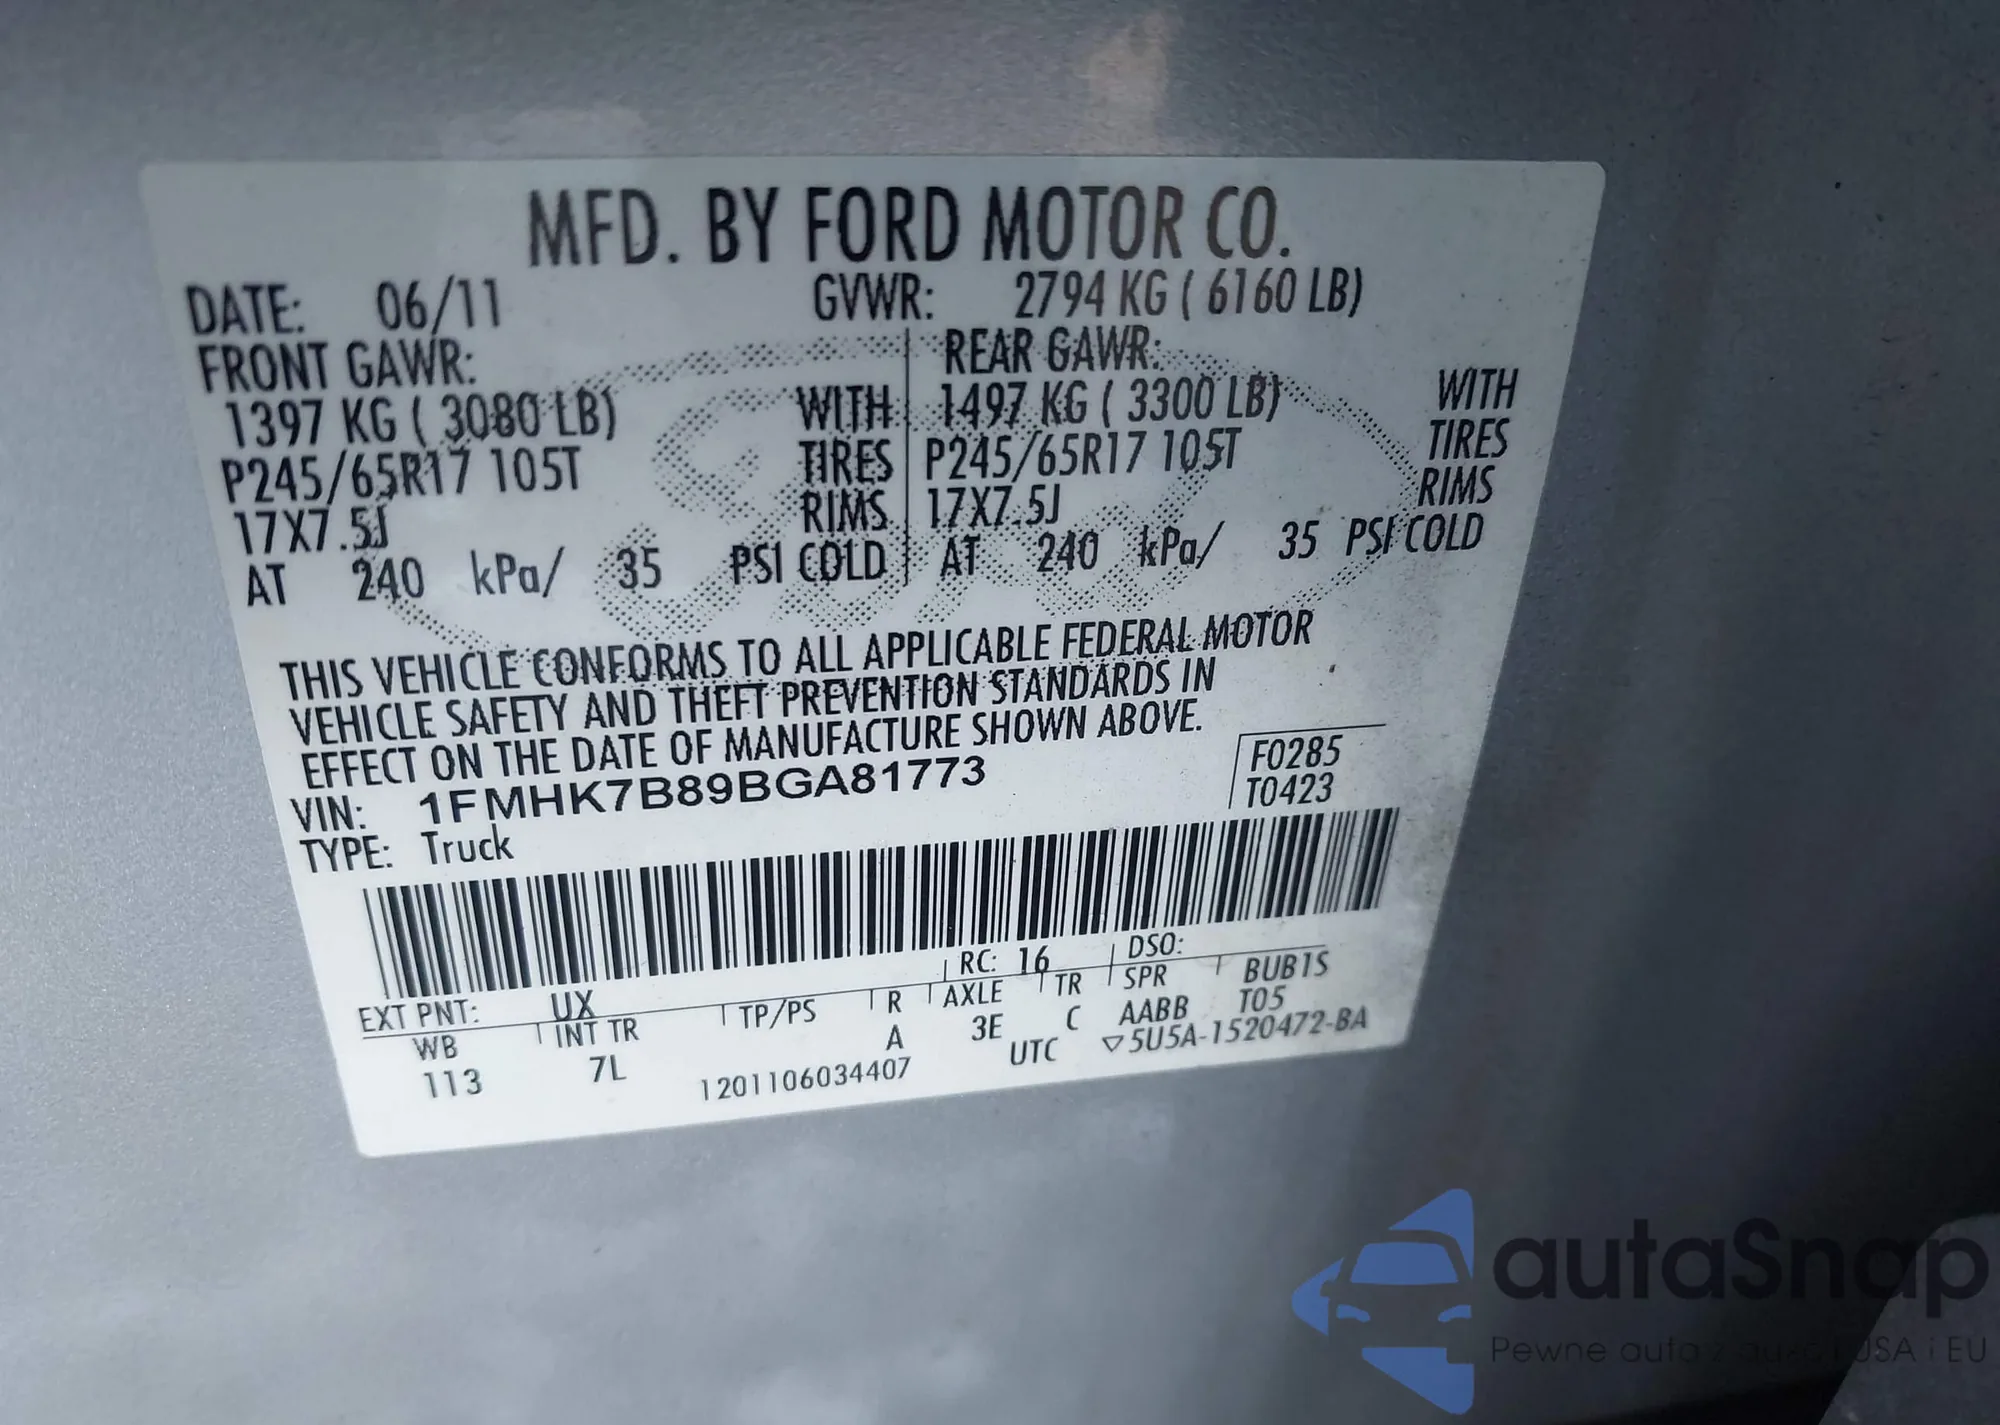 MFD. BY FORD MOTOR CO.
DATE: 06/11 GVWR: 2794 KG ( 6160 LB)
FRONT GAWR: REAR GAWR:
1397 KG ( 3080 LB) WITH 1497 KG ( 3300 LB) WITH
P245/65R17 105T TIRES P245/65R17 105T TIRES
17X7.5J RIMS 17X7.5J RIMS
AT 240 kPa/ 35 PSI COLD AT 240 kPa/ 35 PSI COLD
THIS VEHICLE CONFORMS TO ALL APPLICABLE FEDERAL MOTOR
VEHICLE SAFETY AND THEFT PREVENTION STANDARDS IN
EFFECT ON THE DATE OF MANUFACTURE SHOWN ABOVE.
VIN: 1FMHK7B89BGA81773 F0285
TYPE: Truck T0423
EXT PNT: UX RC: 16 DSO:
WB INT TR TP/PS R AXLE TR SPR BUB1S
113 7L A 3E C AABB T05
1201106034407 UTC ▽5U5A-1520472-BA
autaSnap
Pewne auta z USA i EU